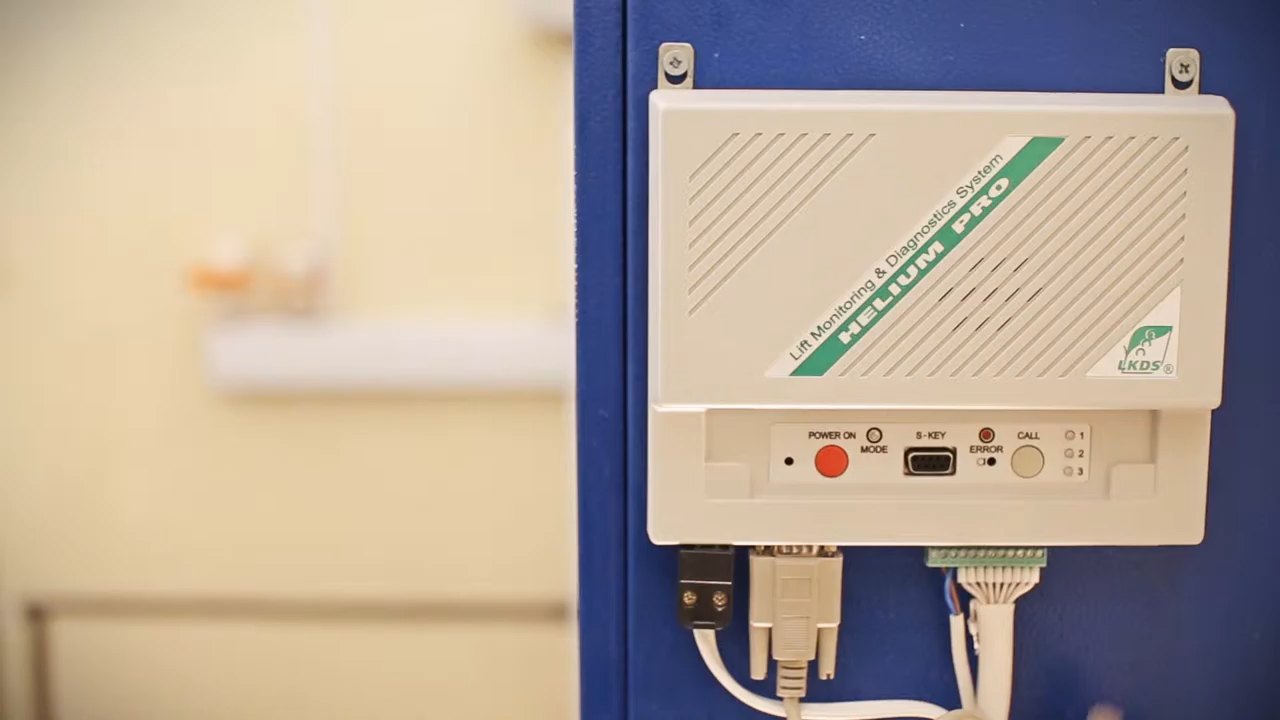 Lift Monitoring & Diagnostics System
HELIUM PRO
LKDS®
POWER ON
MODE
S-KEY
ERROR
CALL
1
2
3